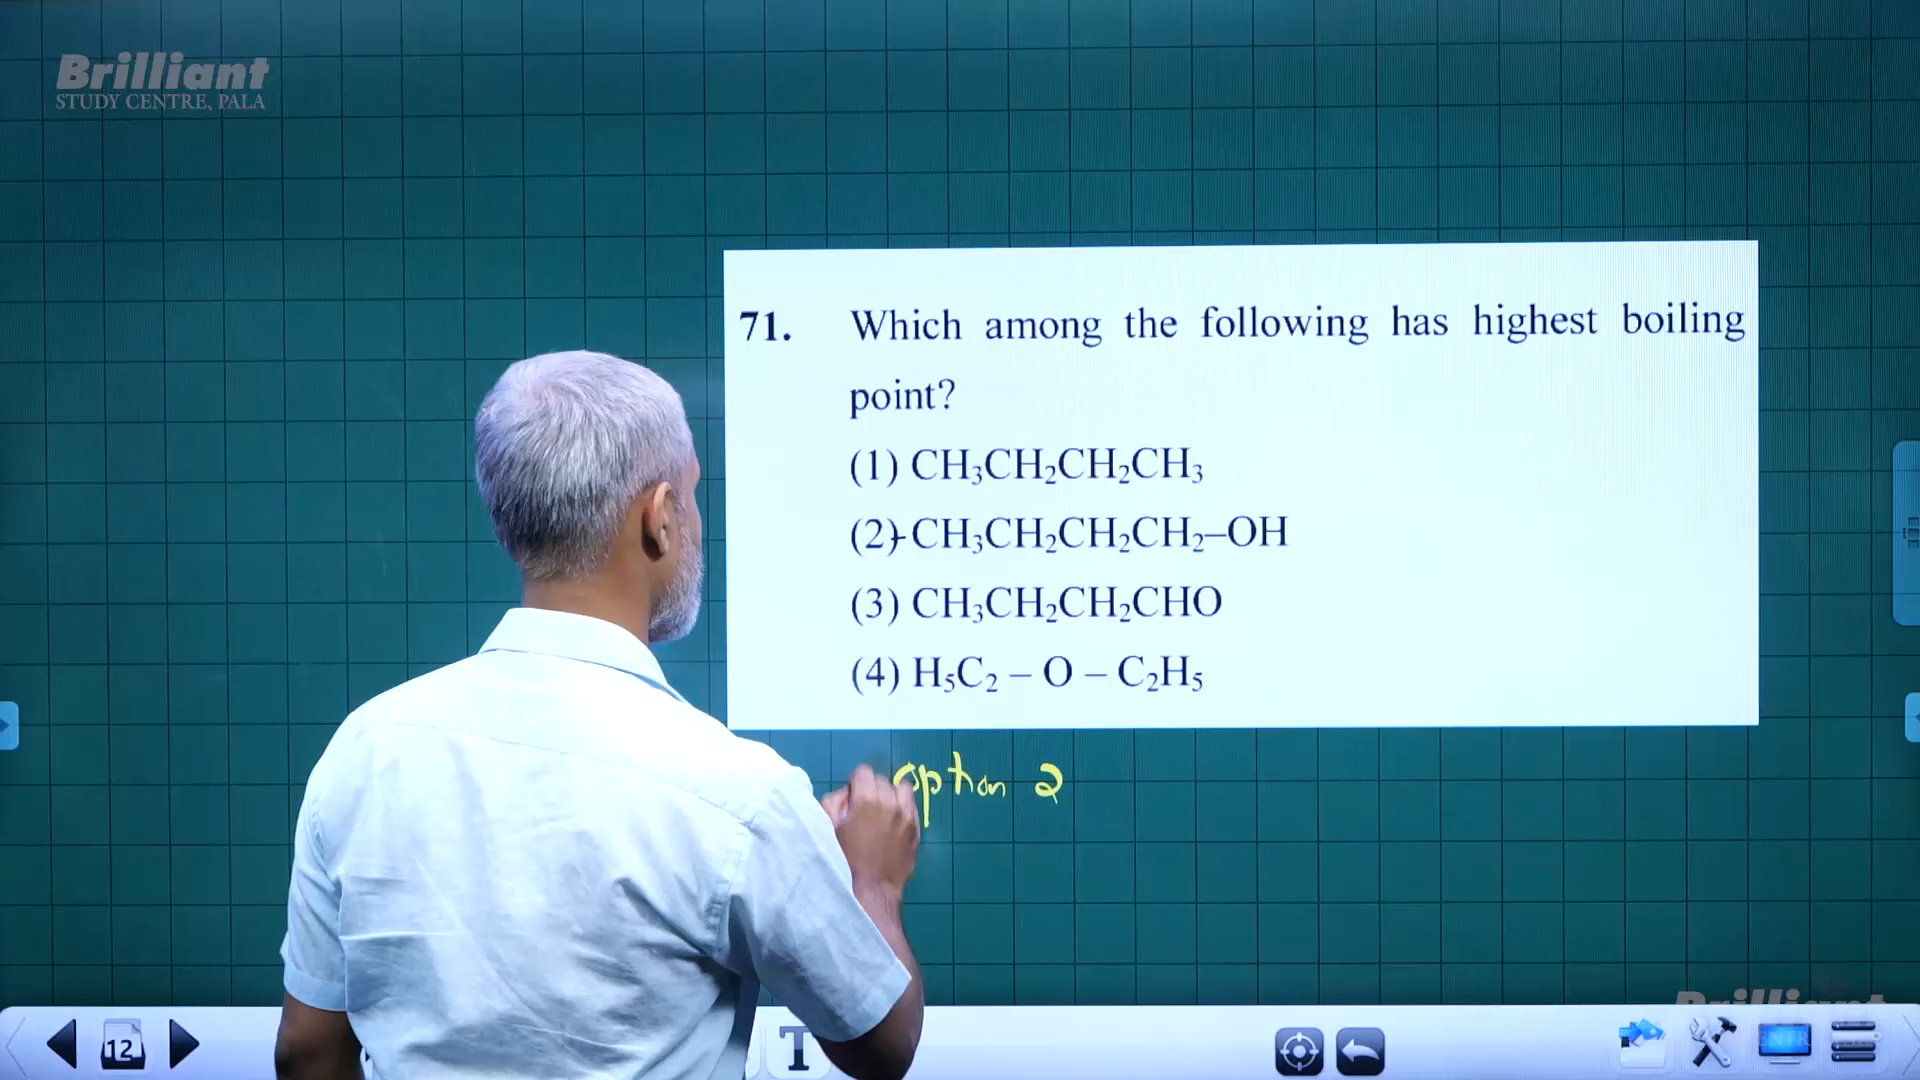 Brilliant
STUDY CENTRE, PALA
71. Which among the following has highest boiling
point?
(1) CH₃CH₂CH₂CH₃
(2) CH₃CH₂CH₂CH₂–OH
(3) CH₃CH₂CH₂CHO
(4) H₅C₂ – O – C₂H₅
option 2
12
T